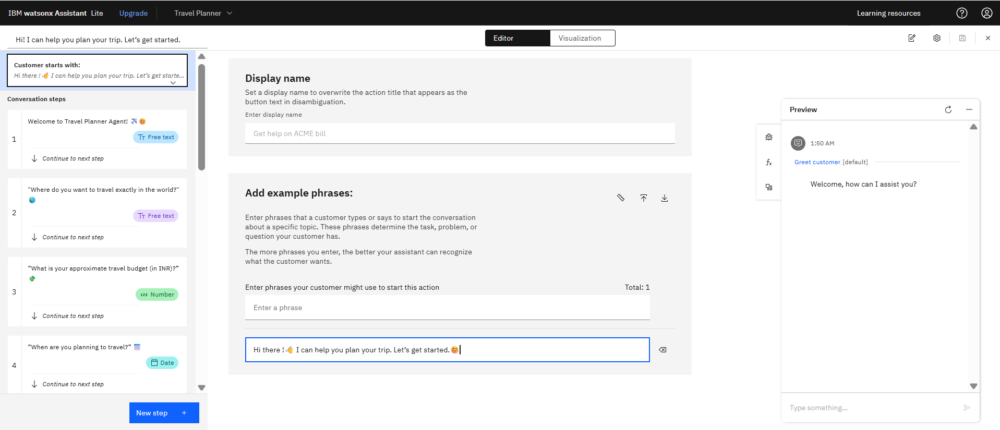 IBM watsonx Assistant Lite Upgrade Travel Planner Learning resources
Hi! I can help you plan your trip. Let’s get started.
Editor Visualization
Customer starts with:
Hi there !👋 I can help you plan your trip. Let’s get starte...
Conversation steps
1
Welcome to Travel Planner Agent! ✈️ 😊
Free text
Continue to next step
2
"Where do you want to travel exactly in the world?"
🌏
Free text
Continue to next step
3
“What is your approximate travel budget (in INR)?”
💸
123 Number
Continue to next step
4
“When are you planning to travel?” 🗓️
Date
Continue to next step
New step +
Display name
Set a display name to overwrite the action title that appears as the
button text in disambiguation.
Enter display name
Get help on ACME bill
Add example phrases:
Enter phrases that a customer types or says to start the conversation
about a specific topic. These phrases determine the task, problem, or
question your customer has.
The more phrases you enter, the better your assistant can recognize
what the customer wants.
Enter phrases your customer might use to start this action Total: 1
Enter a phrase
Hi there !👋 I can help you plan your trip. Let’s get started.😊
Preview
1:50 AM
Greet customer [default]
Welcome, how can I assist you?
Type something...